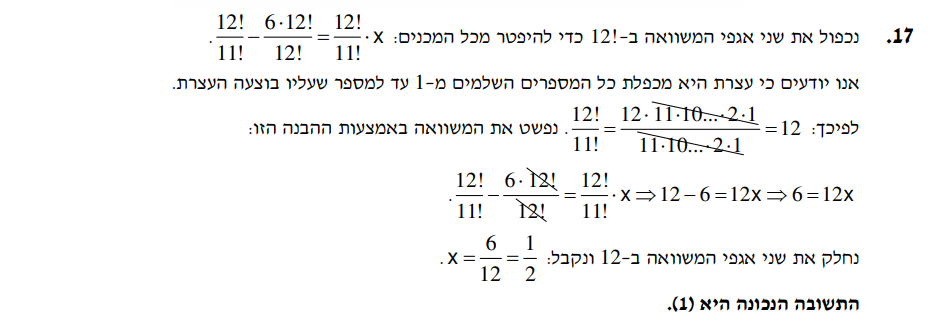 17. נכפול את שני אגפי המשוואה ב-12! כדי להיפטר מכל המכנים: 12!/11! − 6·12!/12! = 12!/11! · x.
אנו יודעים כי עצרת היא מכפלת כל המספרים השלמים מ-1 עד למספר שעליו בוצעה העצרת.
לפיכך: 12!/11! = 12·11·10...·2·1/11·10...·2·1 = 12. נפשט את המשוואה באמצעות ההבנה הזו:
12!/11! − 6·12!/12! = 12!/11! · x ⇒ 12 − 6 = 12x ⇒ 6 = 12x.
נחלק את שני אגפי המשוואה ב-12 ונקבל: x = 6/12 = 1/2.
התשובה הנכונה היא (1).